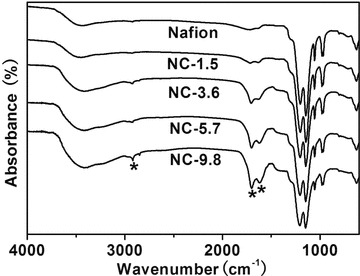 Absorbance (%)
Nafion
NC-1.5
NC-3.6
NC-5.7
NC-9.8
* * *
4000 3000 2000 1000
Wavenumber (cm-1)